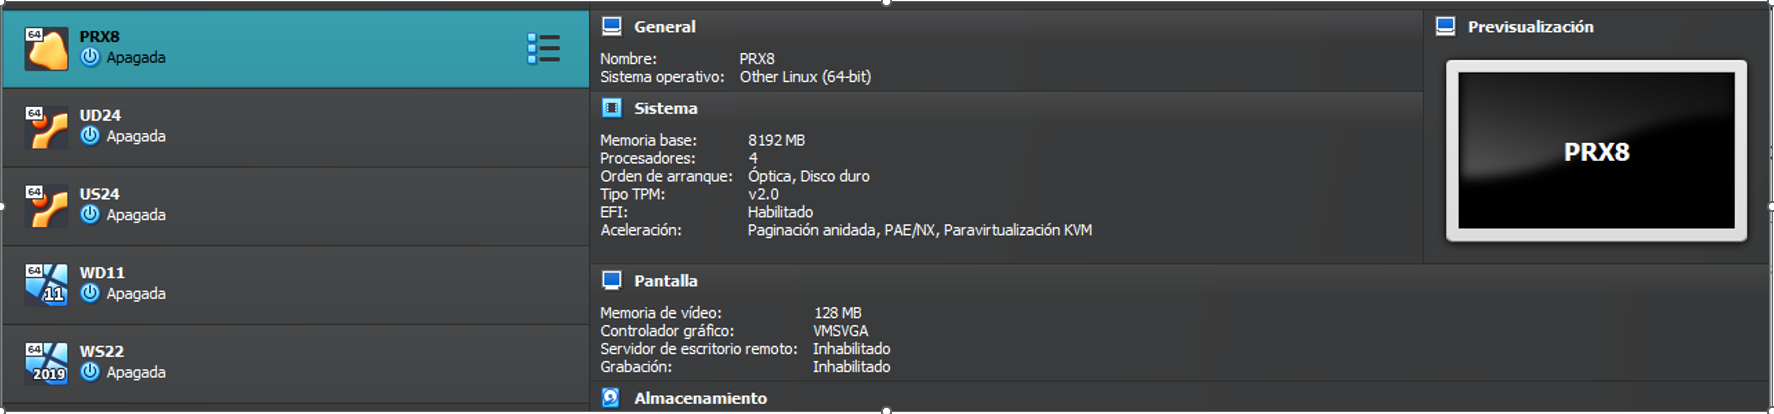 64
PRX8
Apagada
64
UD24
Apagada
64
US24
Apagada
64
11
WD11
Apagada
64
2019
WS22
Apagada
General
Nombre: PRX8
Sistema operativo: Other Linux (64-bit)
Sistema
Memoria base: 8192 MB
Procesadores: 4
Orden de arranque: Óptica, Disco duro
Tipo TPM: v2.0
EFI: Habilitado
Aceleración: Paginación anidada, PAE/NX, Paravirtualización KVM
Pantalla
Memoria de vídeo: 128 MB
Controlador gráfico: VMSVGA
Servidor de escritorio remoto: Inhabilitado
Grabación: Inhabilitado
Almacenamiento
Previsualización
PRX8